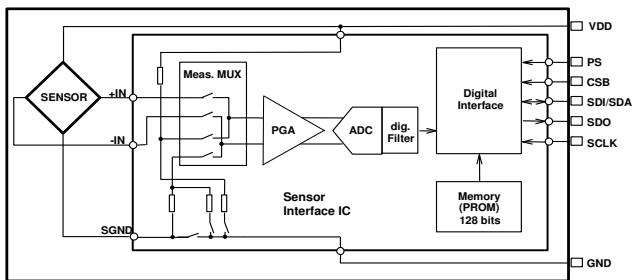 VDD
PS
CSB
SDI/SDA
SDO
SCLK
GND
SENSOR
+IN
-IN
SGND
Meas. MUX
PGA
ADC
dig.
Filter
Digital
Interface
Memory
(PROM)
128 bits
Sensor
Interface IC